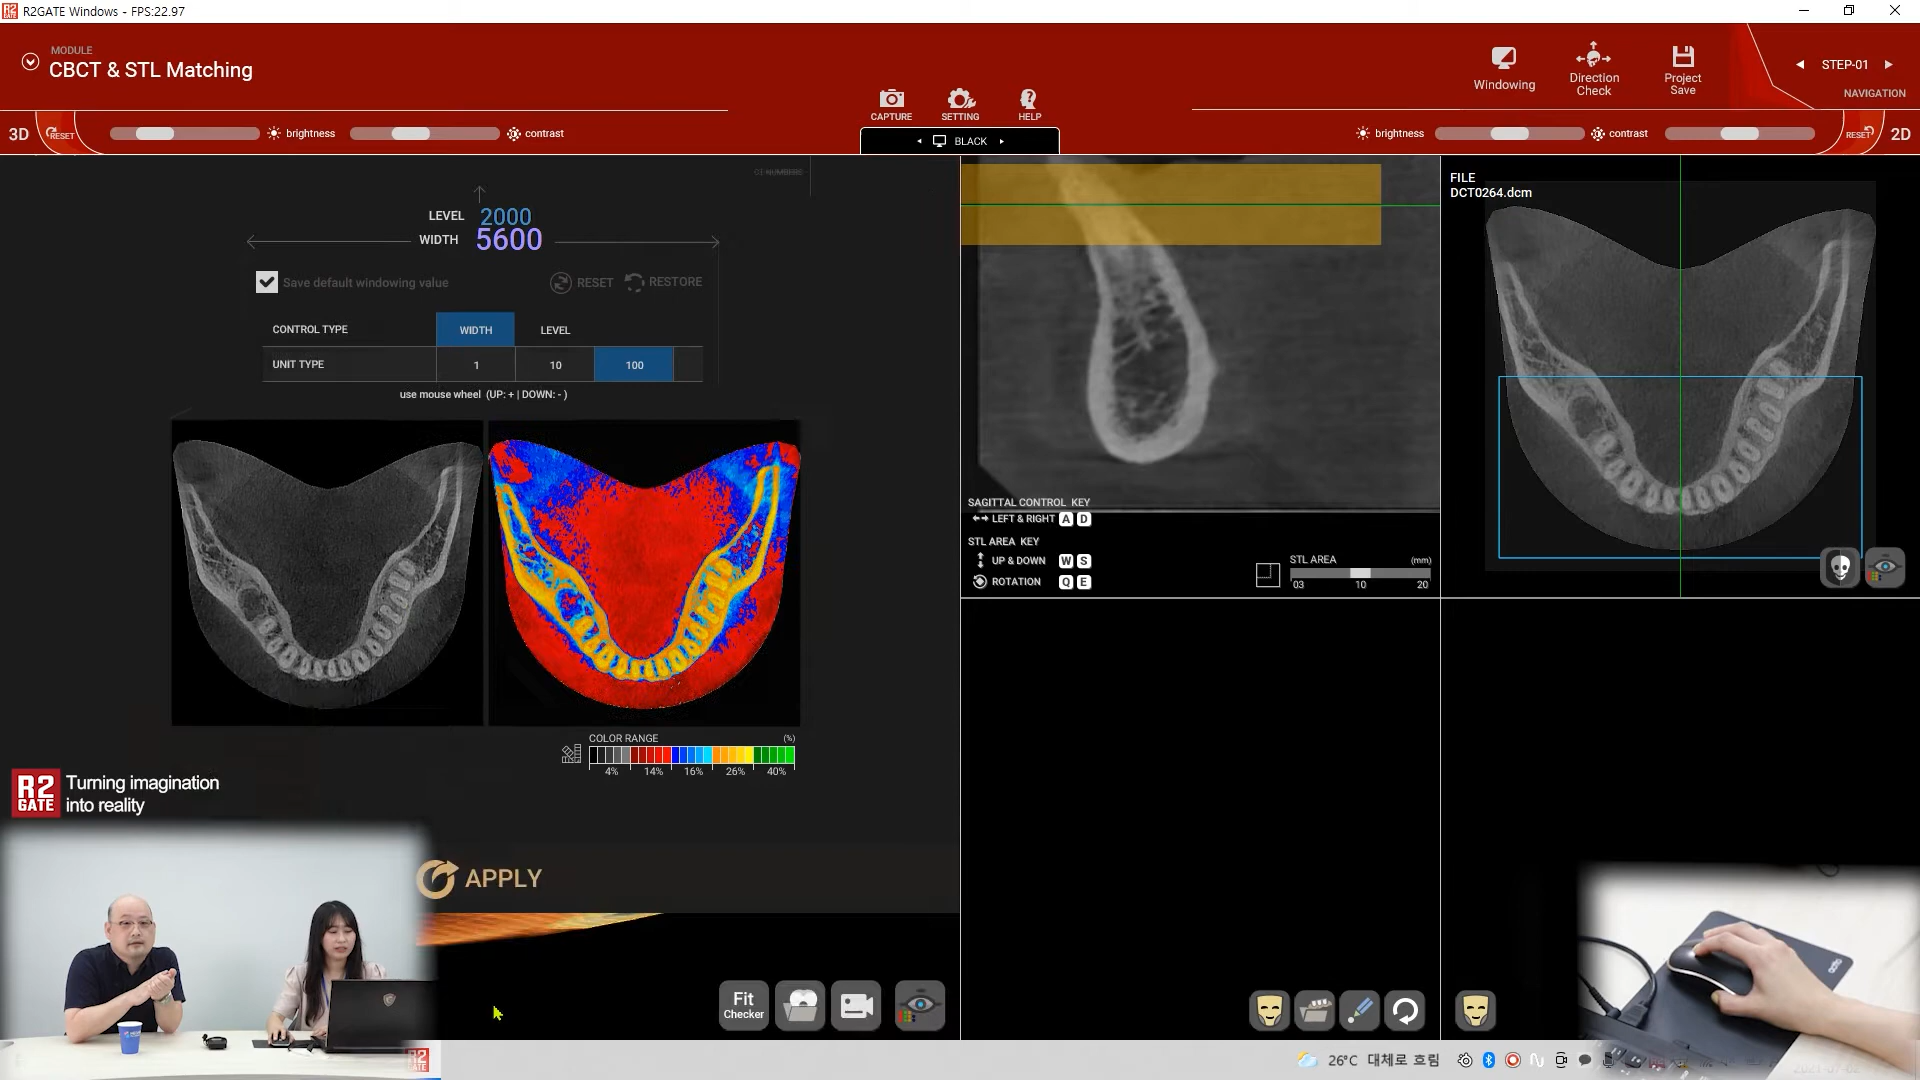 R2GATE Windows - FPS:22.97
MODULE
CBCT & STL Matching
Windowing
Direction
Check
Project
Save
STEP-01
NAVIGATION
CAPTURE
SETTING
HELP
3D
RESET
brightness
contrast
BLACK
brightness
contrast
RESET
2D
LEVEL 2000
WIDTH 5600
Save default windowing value
RESET
RESTORE
CONTROL TYPE WIDTH LEVEL
UNIT TYPE 1 10 100
use mouse wheel (UP: + | DOWN: - )
COLOR RANGE (%)
4% 14% 16% 26% 40%
R2
GATE
Turning imagination
into reality
APPLY
Fit
Checker
SAGITTAL CONTROL KEY
LEFT & RIGHT A D
STL AREA KEY
UP & DOWN W S
ROTATION Q E
STL AREA (mm)
03 10 20
FILE
DCT0264.dcm
R2
GATE
26°C 대체로 흐림